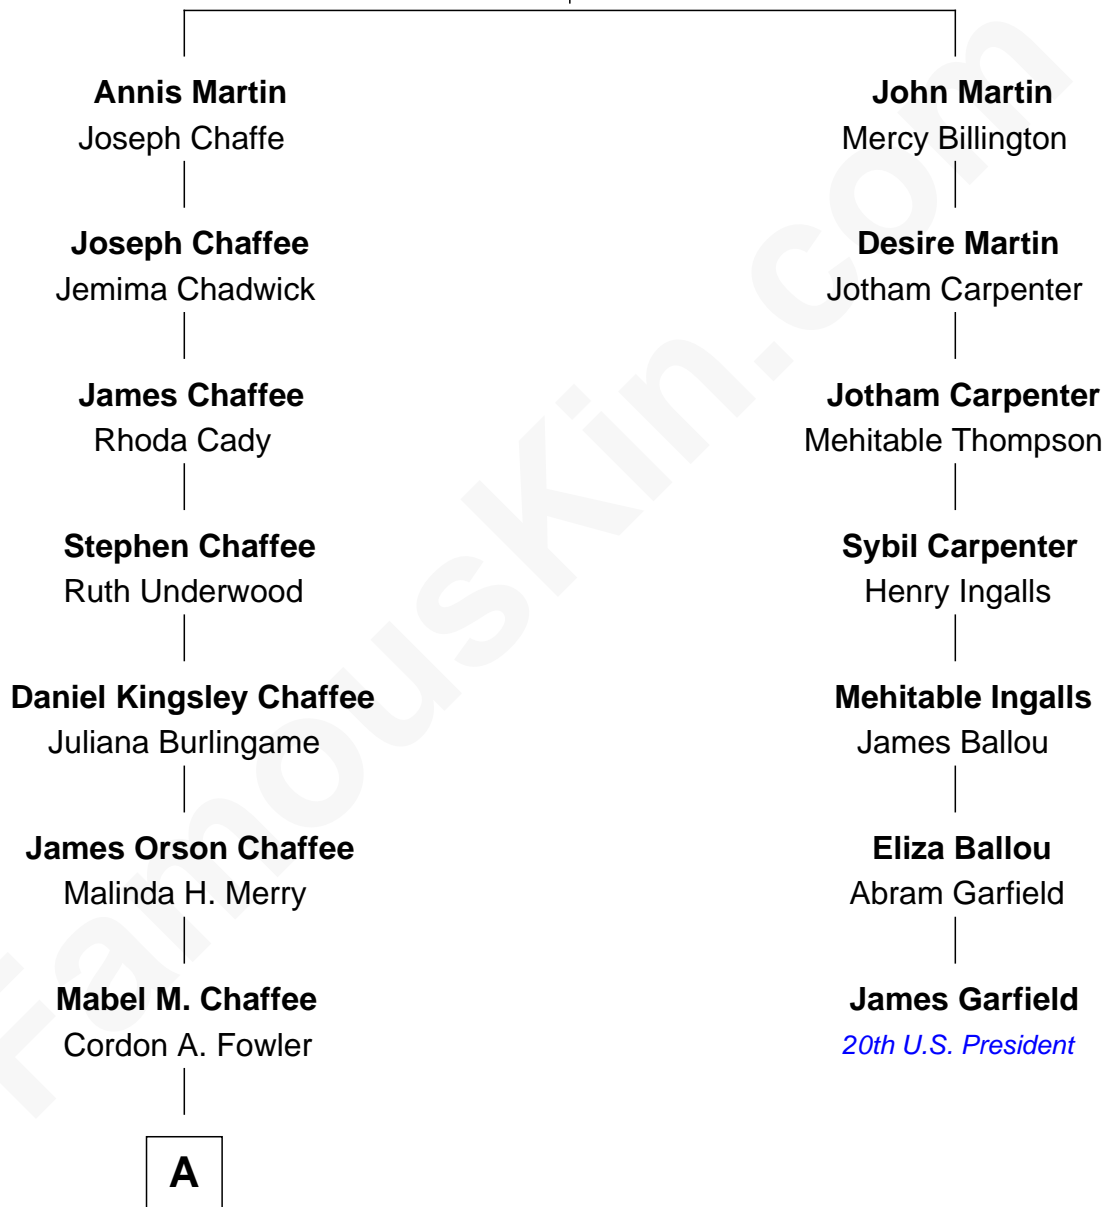 Annis Martin
Joseph Chaffe
Joseph Chaffee
Jemima Chadwick
James Chaffee
Rhoda Cady
Stephen Chaffee
Ruth Underwood
Daniel Kingsley Chaffee
Juliana Burlingame
James Orson Chaffee
Malinda H. Merry
Mabel M. Chaffee
Cordon A. Fowler
A
John Martin
Mercy Billington
Desire Martin
Jotham Carpenter
Jotham Carpenter
Mehitable Thompson
Sybil Carpenter
Henry Ingalls
Mehitable Ingalls
James Ballou
Eliza Ballou
Abram Garfield
James Garfield
20th U.S. President
FamousKin.com